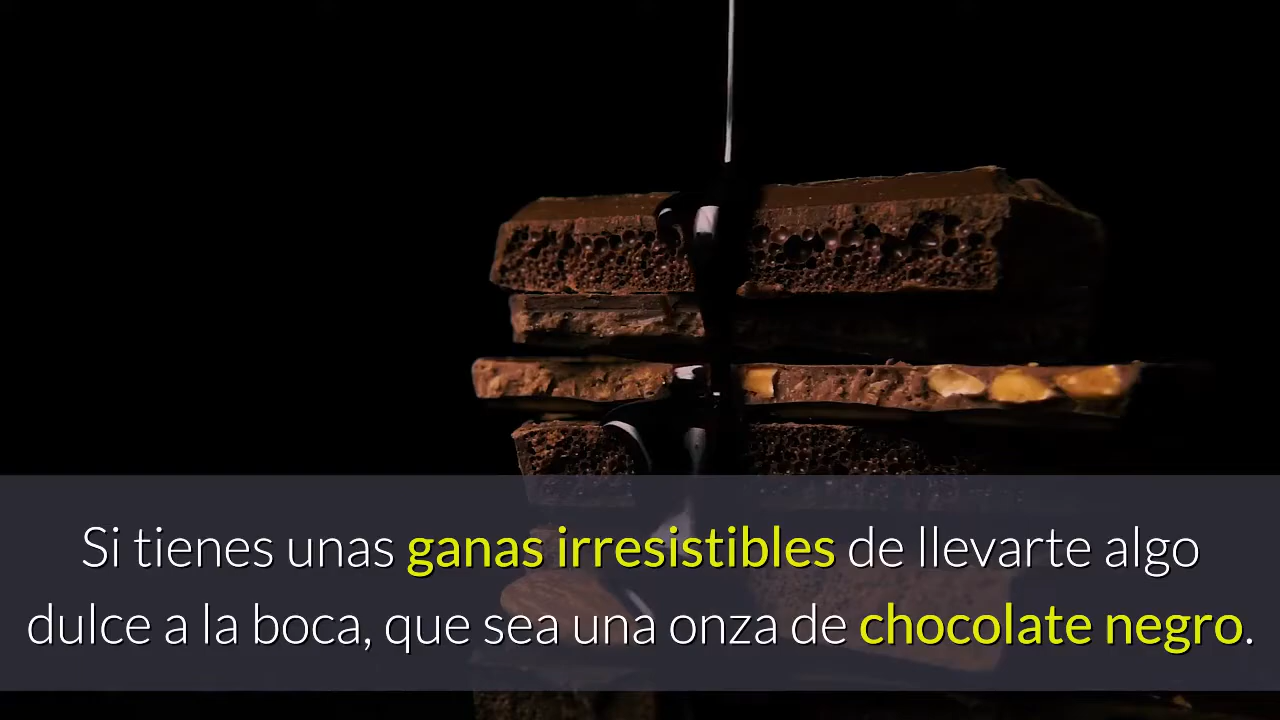 Si tienes unas ganas irresistibles de llevarte algo
dulce a la boca, que sea una onza de chocolate negro.